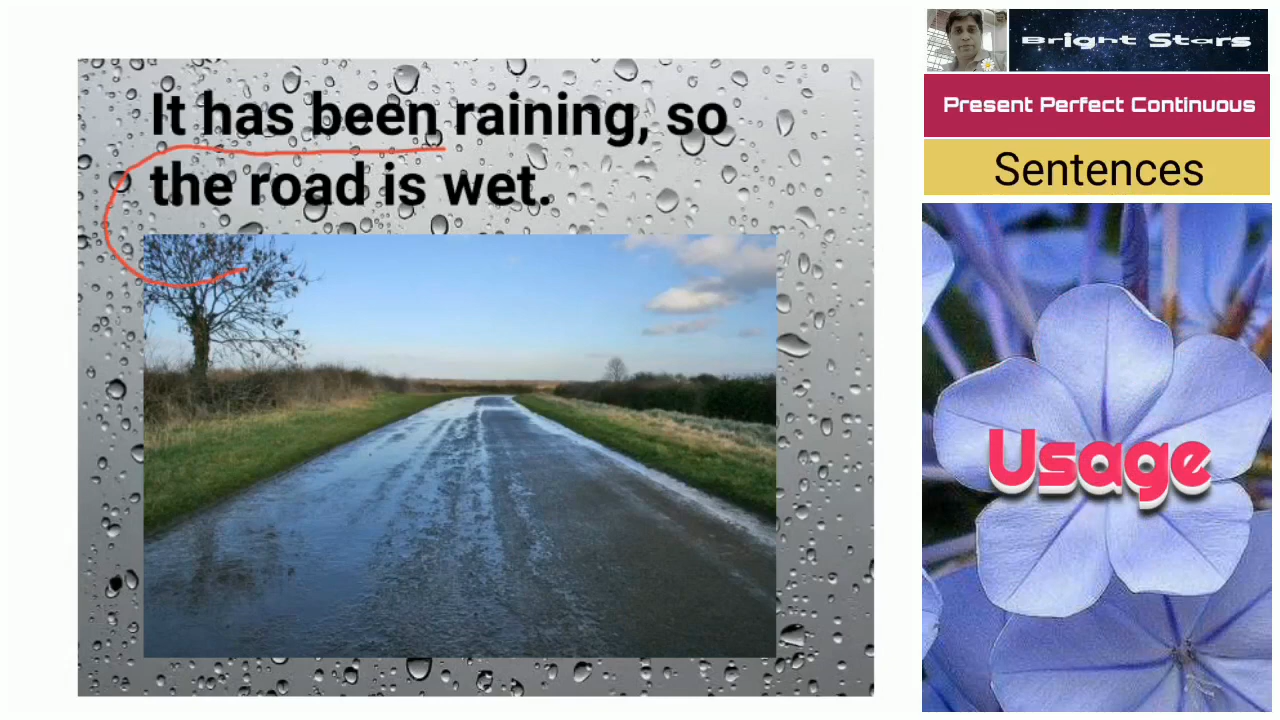 It has been raining, so
the road is wet.
Bright Stars
Present Perfect Continuous
Sentences
Usage